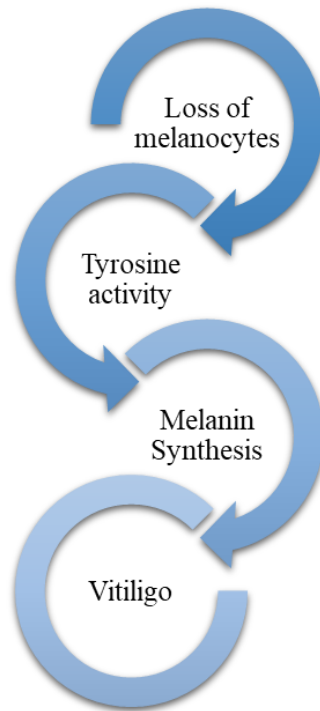 Loss of
melanocytes
Tyrosine
activity
Melanin
Synthesis
Vitiligo